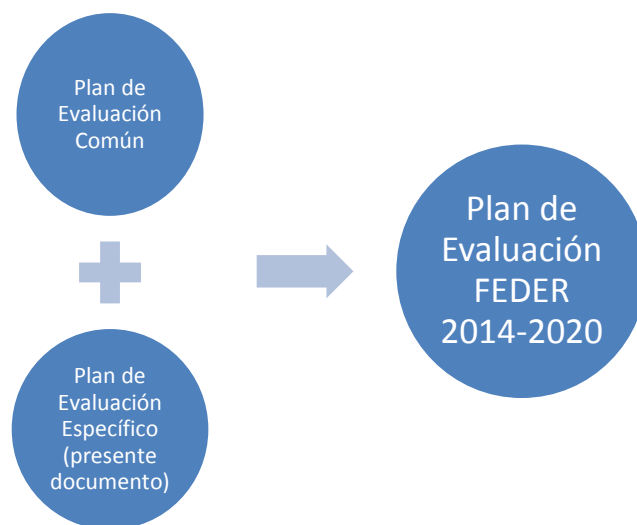 Plan de
Evaluación
Común
Plan de
Evaluación
Específico
(presente
documento)
Plan de
Evaluación
FEDER
2014-2020